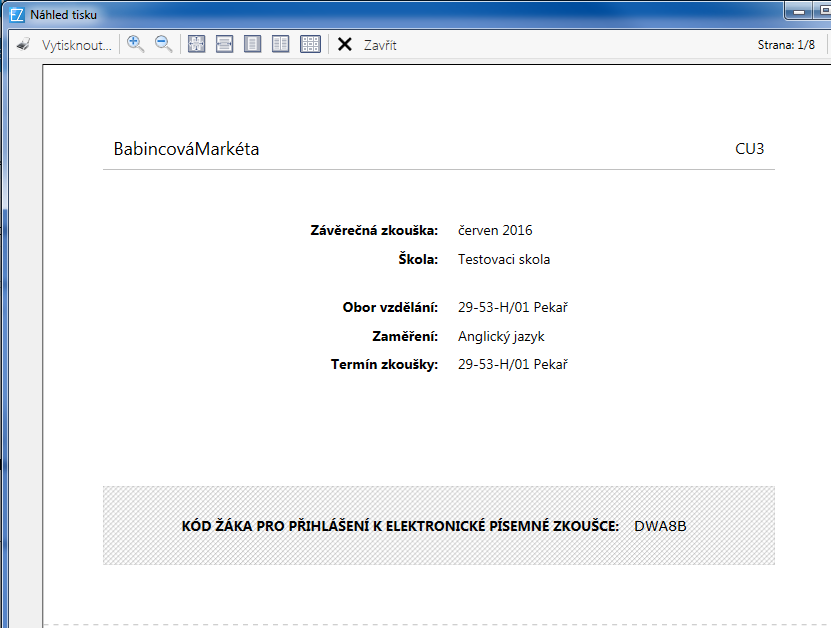 EZ Náhled tisku
Vytisknout... Zavřít Strana: 1/8
BabincováMarkéta CU3
Závěrečná zkouška: červen 2016
Škola: Testovaci skola
Obor vzdělání: 29-53-H/01 Pekař
Zaměření: Anglický jazyk
Termín zkoušky: 29-53-H/01 Pekař
KÓD ŽÁKA PRO PŘIHLÁŠENÍ K ELEKTRONICKÉ PÍSEMNÉ ZKOUŠCE: DWA8B